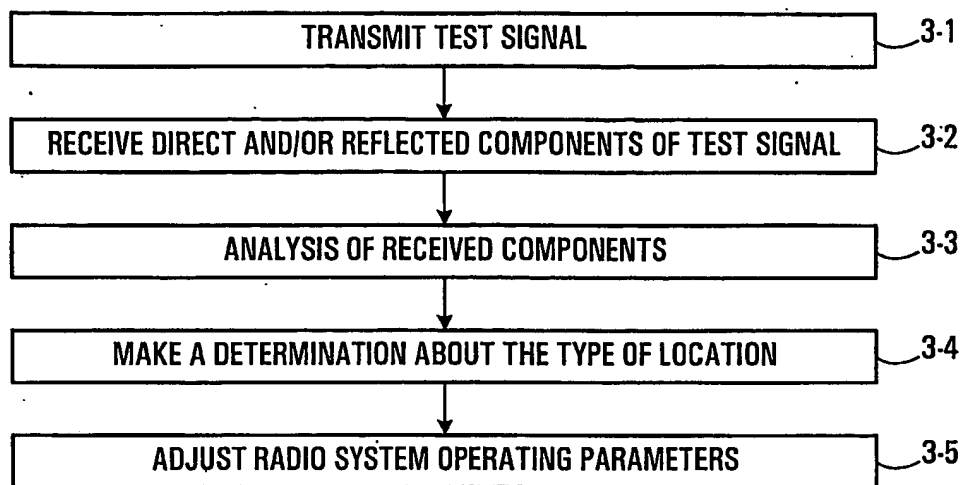 TRANSMIT TEST SIGNAL 3-1
RECEIVE DIRECT AND/OR REFLECTED COMPONENTS OF TEST SIGNAL 3-2
ANALYSIS OF RECEIVED COMPONENTS 3-3
MAKE A DETERMINATION ABOUT THE TYPE OF LOCATION 3-4
ADJUST RADIO SYSTEM OPERATING PARAMETERS 3-5